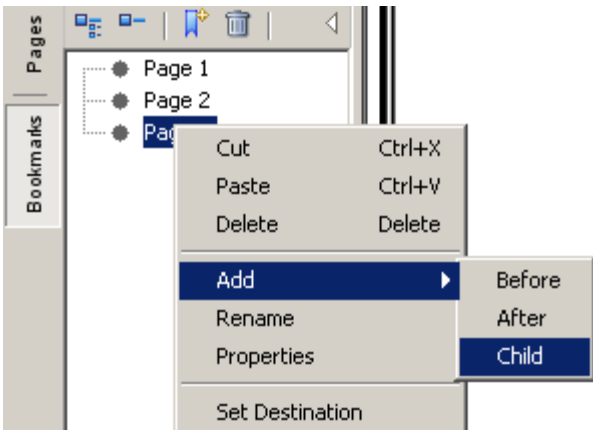 Pages
Bookmarks
Page 1
Page 2
Cut Ctrl+X
Paste Ctrl+V
Delete Delete
Add
Rename
Properties
Set Destination
Before
After
Child